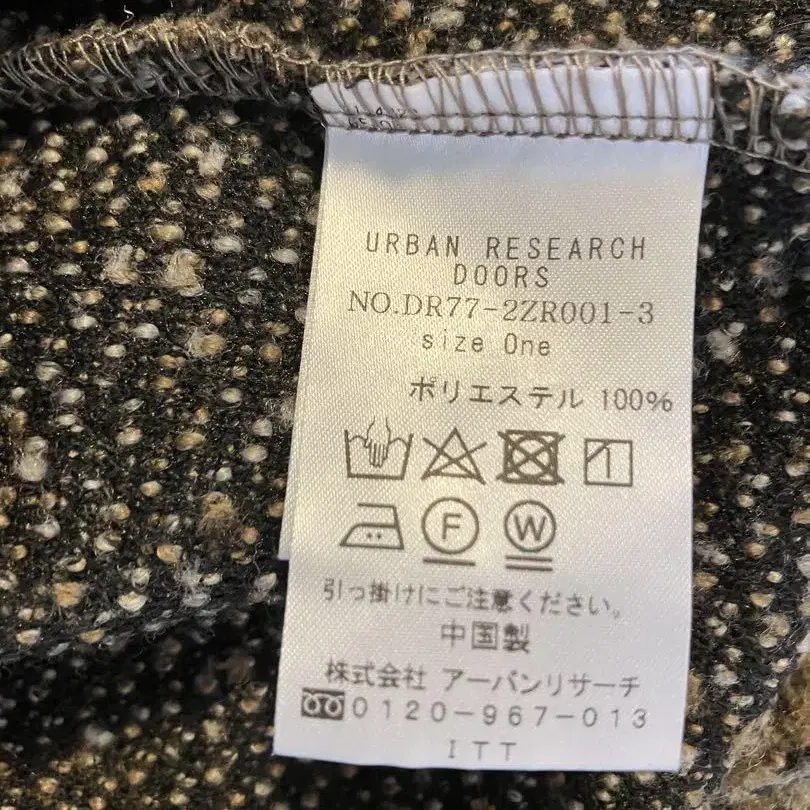 URBAN RESEARCH
DOORS
NO.DR77-2ZR001-3
size One
ポリエステル 100%
F W
引っ掛けにご注意ください。
中国製
株式会社 アーバンリサーチ
0120-967-013
ITT